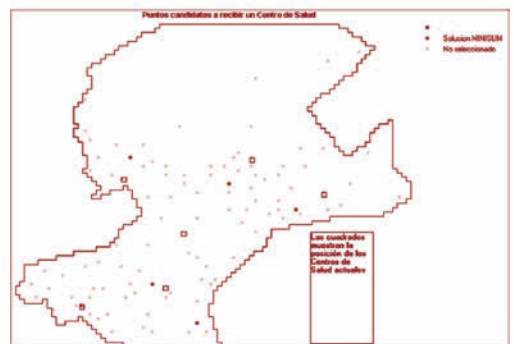 Puntos candidatos a recibir un Centro de Salud
Solucion MINISUM
No seleccionado
Los cuadrados
muestran la
posición de los
Centros de
Salud actuales